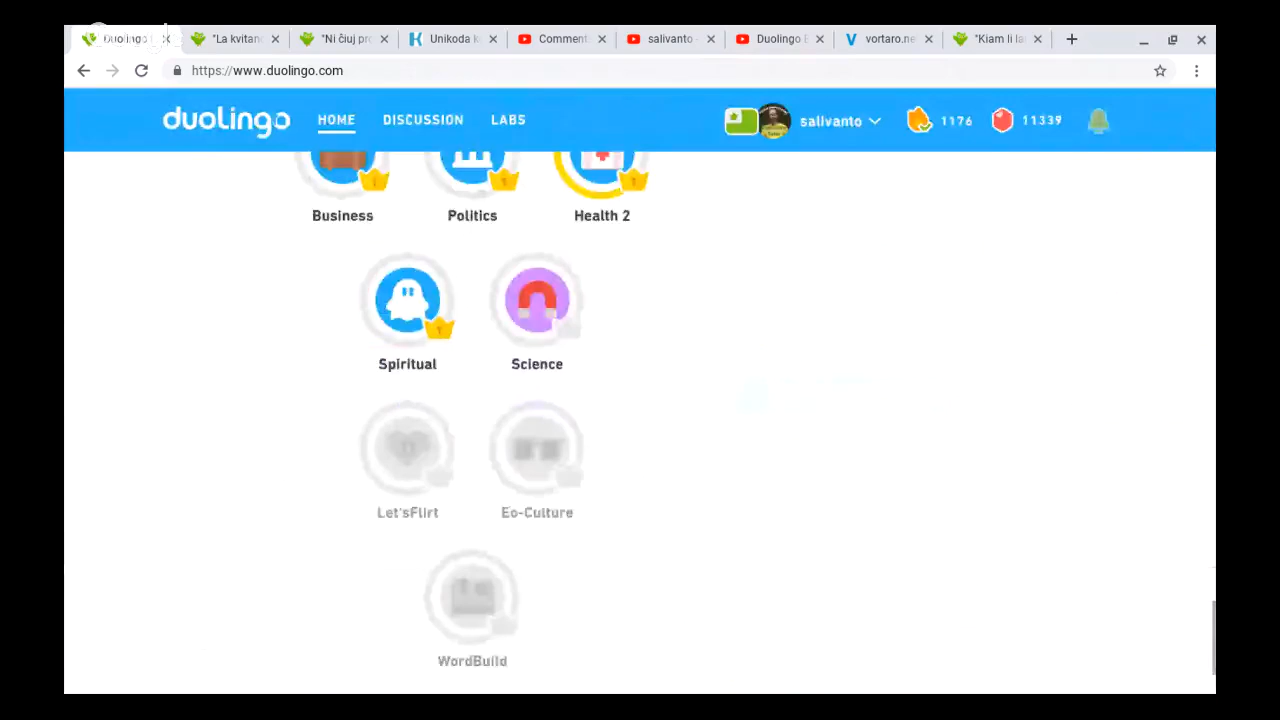 Duolingo
"La kvitan
"Ni ĉiuj pr
Unikoda k
Comment
salivanto
Duolingo E
vortaro.ne
"Kiam li la
https://www.duolingo.com
duolingo
HOME
DISCUSSION
LABS
salivanto
1176
11339
Business
Politics
Health 2
Spiritual
Science
Let'sFlirt
Eo-Culture
WordBuild